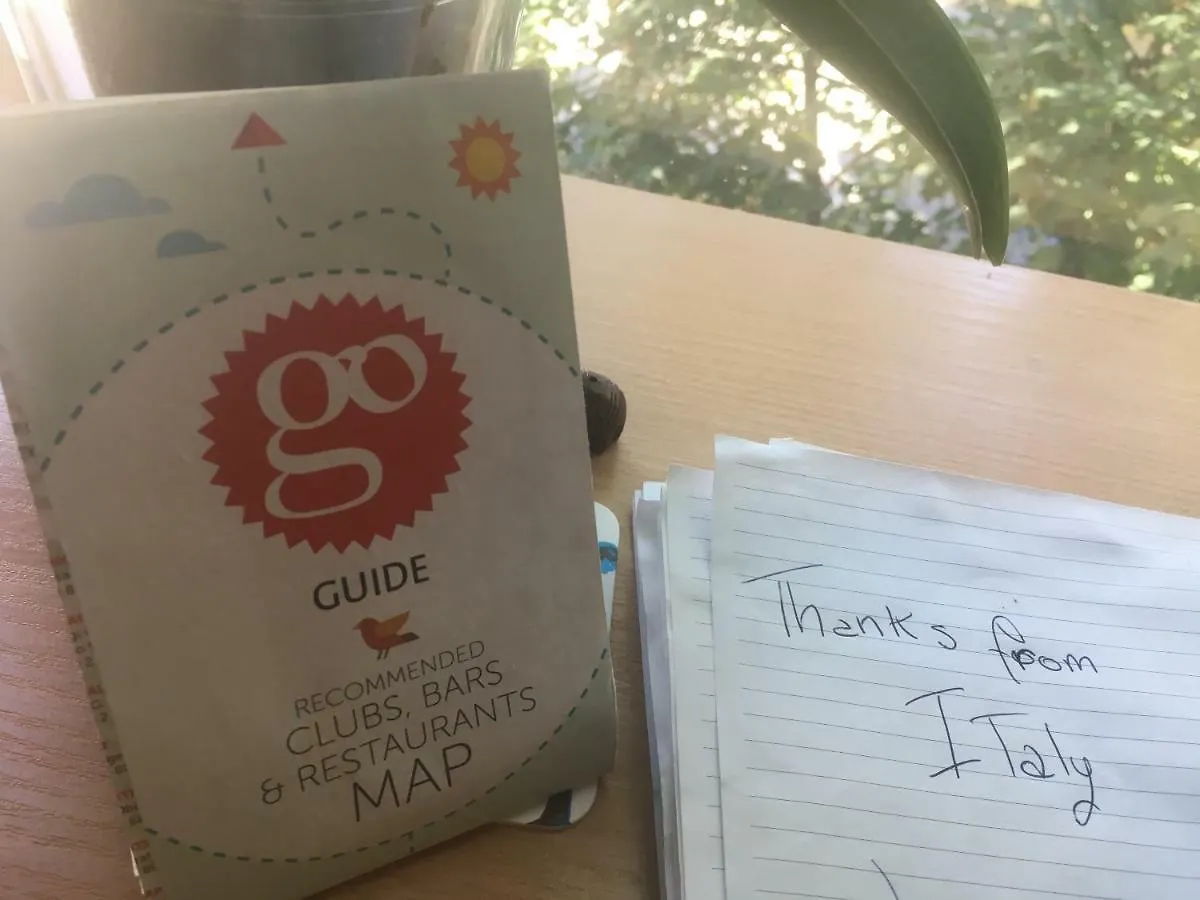 go
GUIDE
RECOMMENDED
CLUBS, BARS
& RESTAURANTS
MAP
Thanks from
ITaly